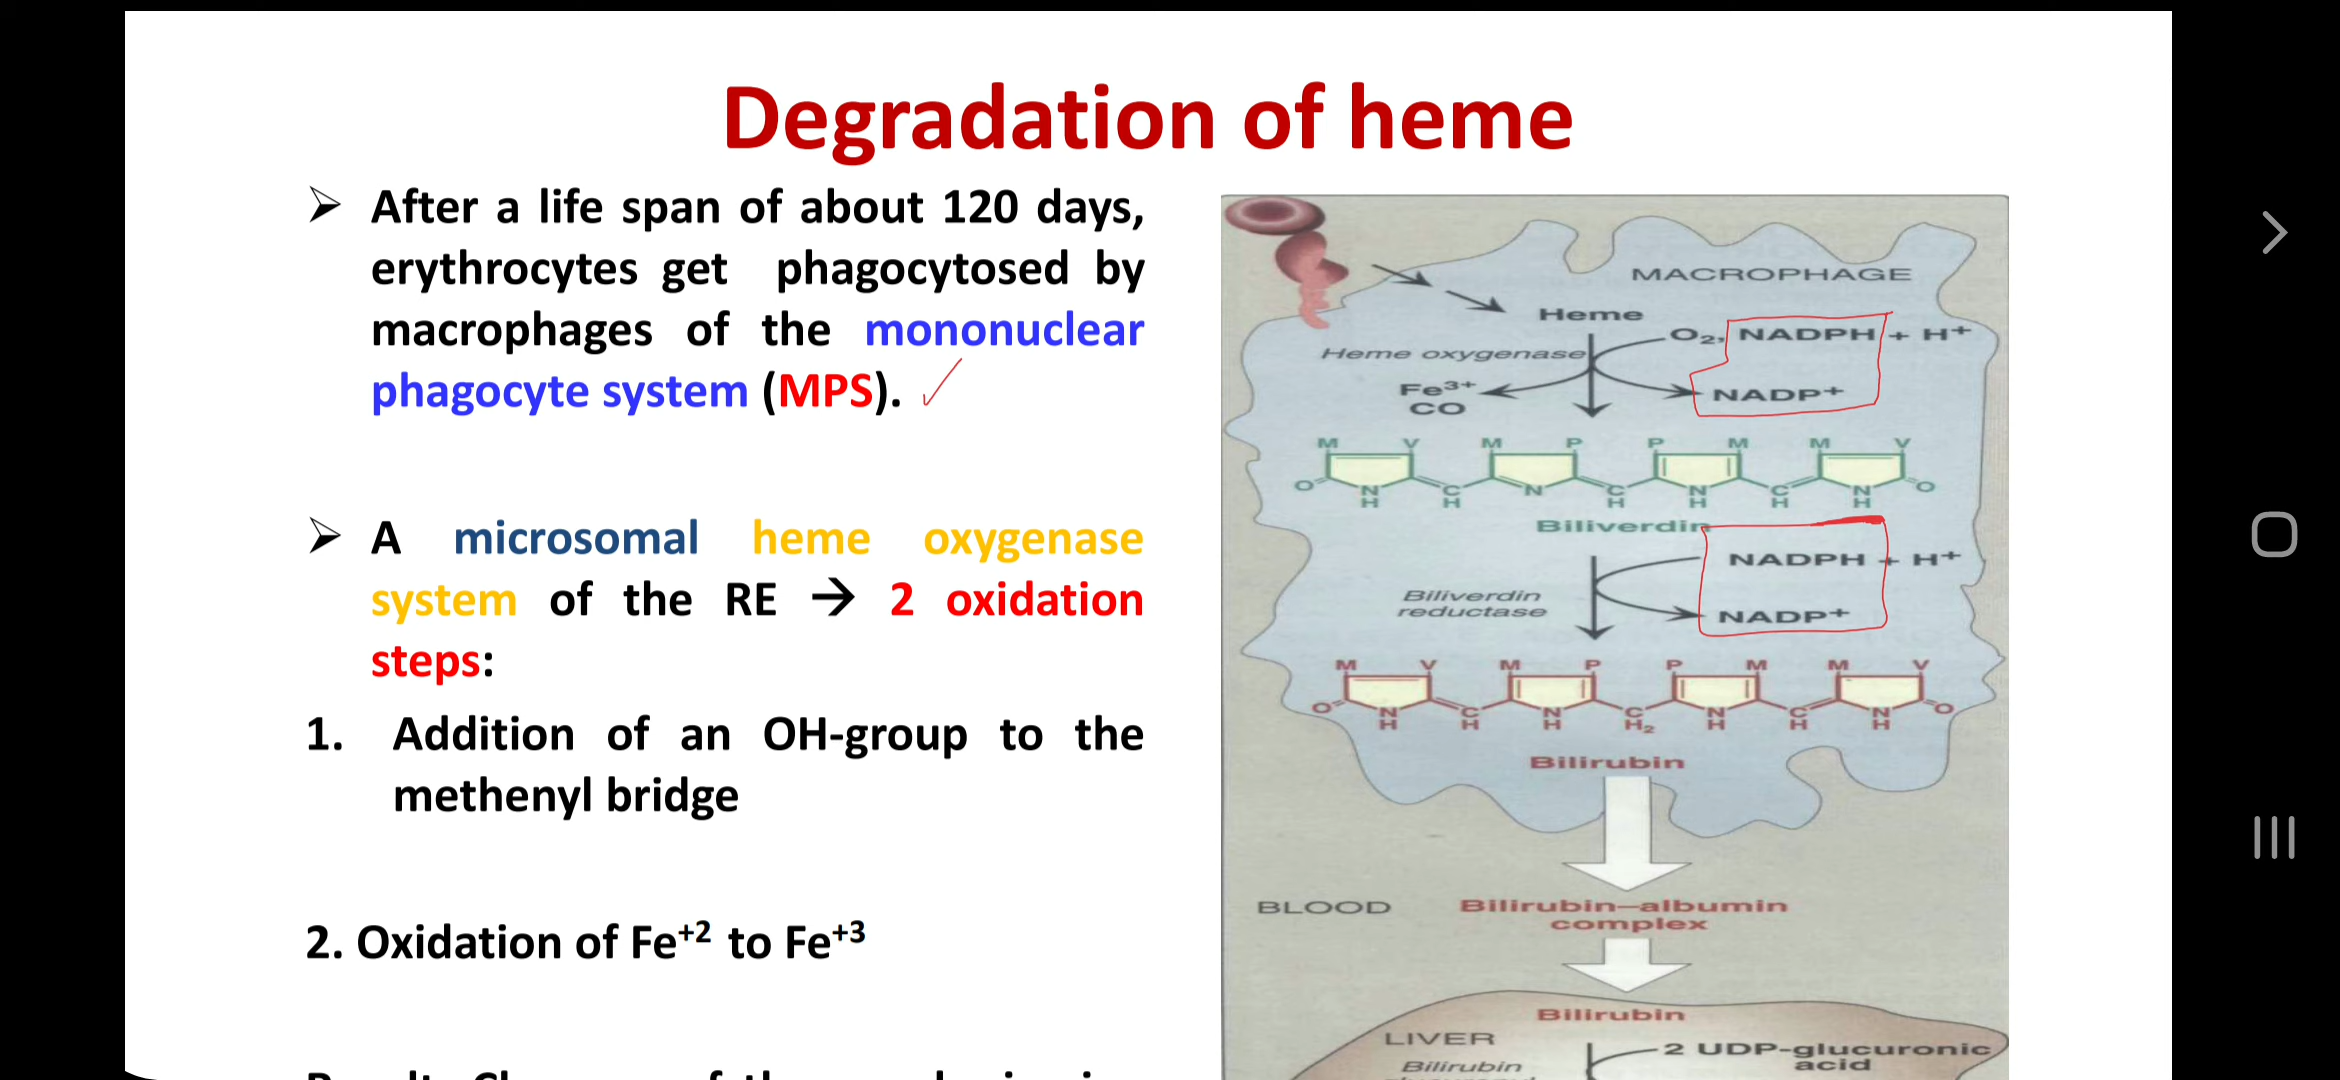 Degradation of heme
➢ After a life span of about 120 days,
erythrocytes get phagocytosed by
macrophages of the mononuclear
phagocyte system (MPS).
➢ A microsomal heme oxygenase
system of the RE → 2 oxidation
steps:
1. Addition of an OH-group to the
methenyl bridge
2. Oxidation of Fe+2 to Fe+3
MACROPHAGE
Heme
O2, NADPH + H+
Heme oxygenase
Fe3+
CO
NADP+
M V M P P M M V
O N H C H N C H N H C H N H O
Biliverdin
NADPH + H+
Biliverdin
reductase
NADP+
M V M P P M M V
O N H C H N H C H2 N H C H N H O
Bilirubin
BLOOD
Bilirubin–albumin
complex
Bilirubin
LIVER
2 UDP-glucuronic
acid
Bilirubin